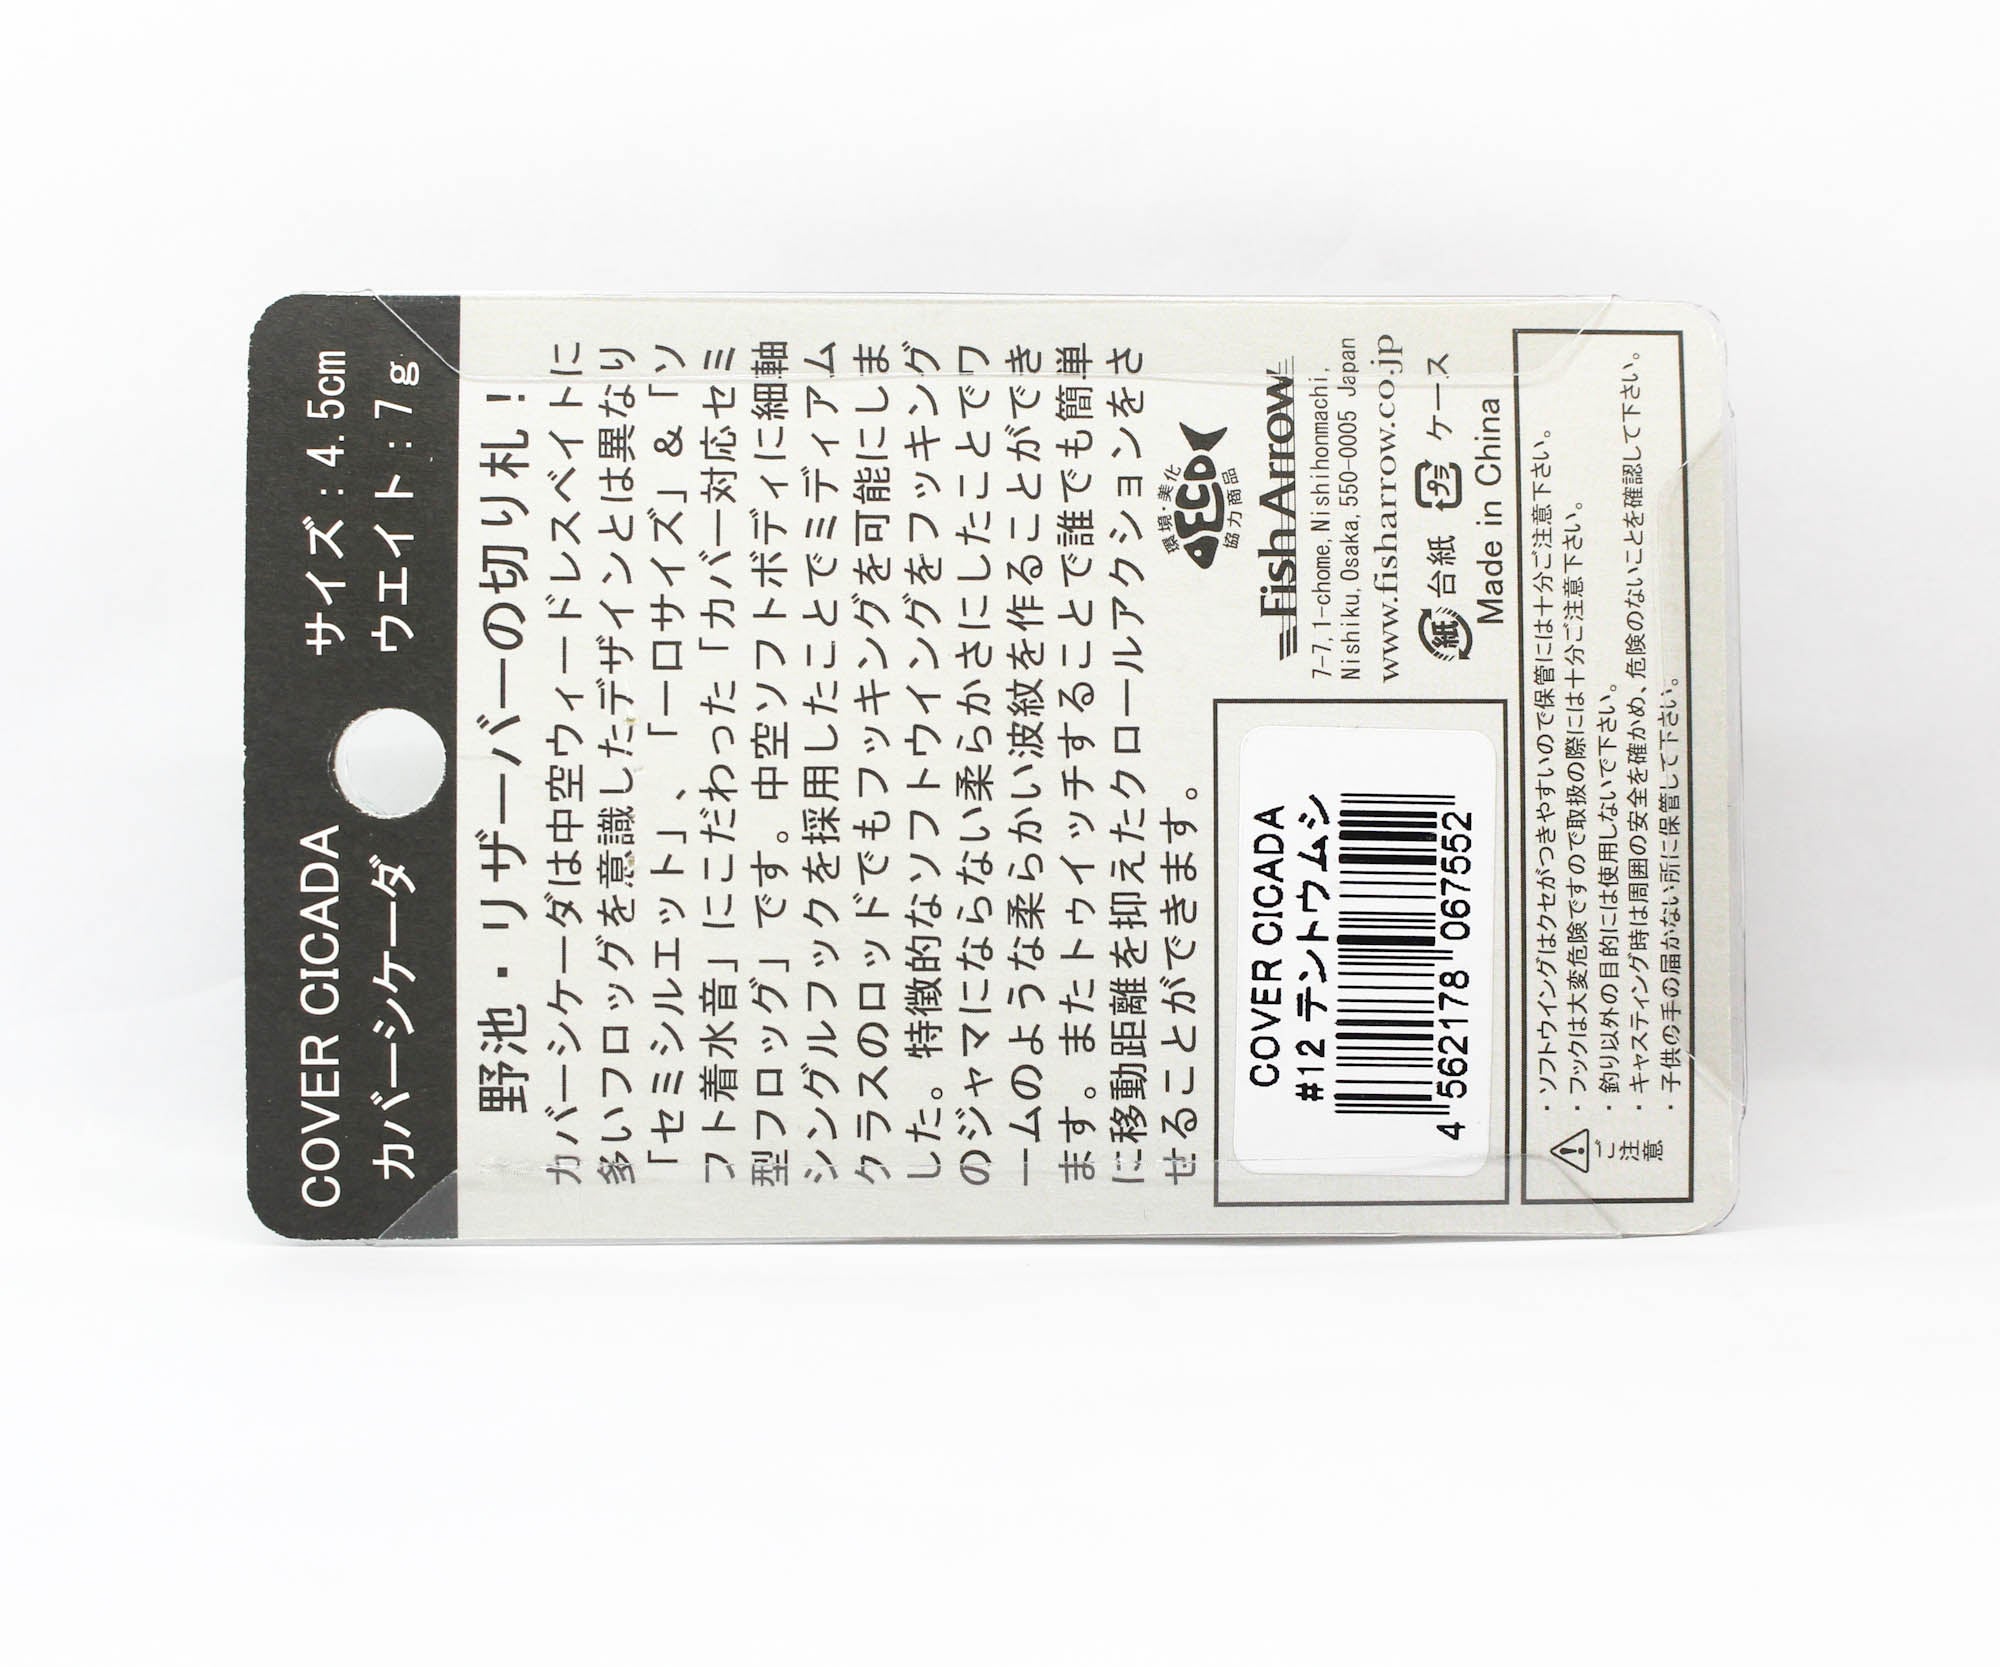 COVER CICADA
カバーシケーダ
サイズ：4.5cm
ウェイト：7g
野池・リザーバーの切り札！
カバーシケーダは中空ウィードレスベイトに
多いフロッグを意識したデザインとは異なり
「セミシルエット」、「一口サイズ」＆「ソ
フト着水音」にこだわった「カバー対応セミ
型フロッグ」です。中空ソフトボディに細軸
シングルフックを採用したことでミディアム
クラスのロッドでもフッキングを可能にしま
した。特徴的なソフトウイングをフッキング
のジャマにならない柔らかさにしたことでワ
ームのような柔らかい波紋を作ることができ
ます。またトゥイッチすることで誰でも簡単
に移動距離を抑えたクロールアクションをさ
せることができます。
環境・美化
ECO
協力商品
FishArrow
7-7,1-chome,Nishihonmachi,
Nishiku,Osaka,550-0005 Japan
www.fisharrow.co.jp
紙 台紙 プラ ケース
Made in China
COVER CICADA
#12 テントウムシ
4 562178 067552
ご注意
・ソフトウイングはクセがつきやすいので保管には十分ご注意下さい。
・フックは大変危険ですので取扱の際には十分ご注意下さい。
・釣り以外の目的には使用しないで下さい。
・キャスティング時は周囲の安全を確かめ、危険のないことを確認して下さい。
・子供の手の届かない所に保管して下さい。